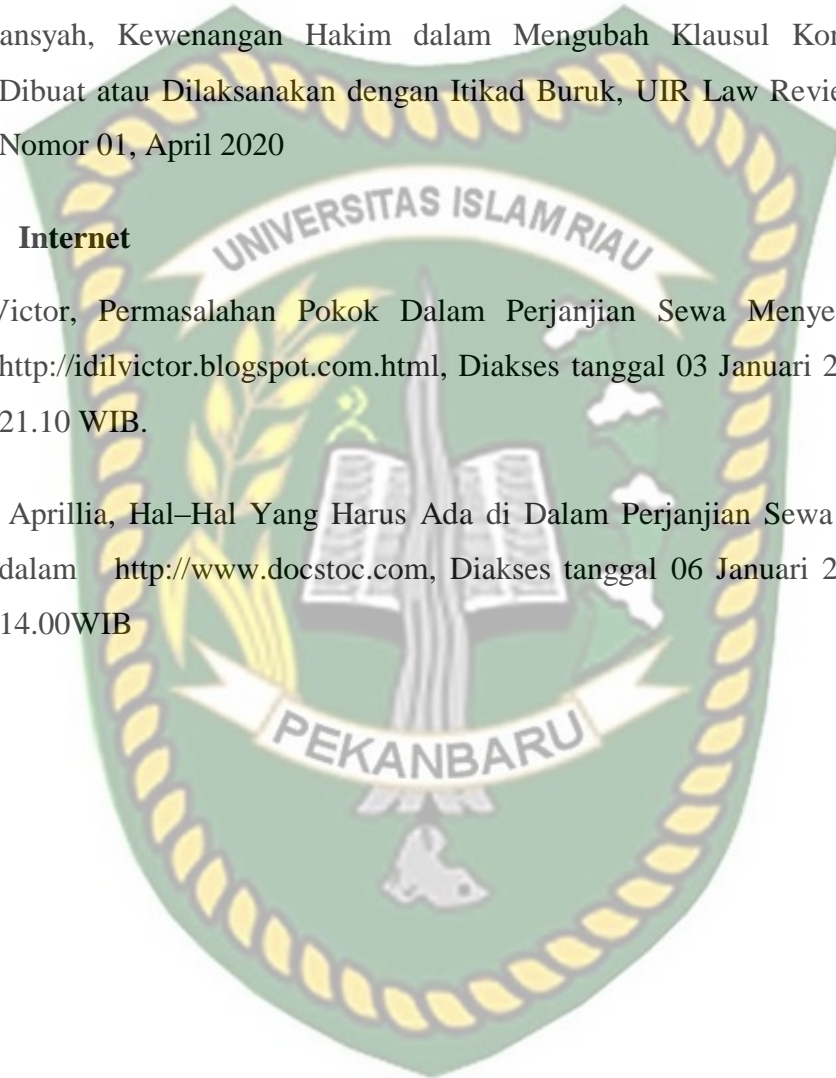 ansyah, Kewenangan Hakim dalam Mengubah Klausul Kon
Dibuat atau Dilaksanakan dengan Itikad Buruk, UIR Law Revie
Nomor 01, April 2020
Internet
Victor, Permasalahan Pokok Dalam Perjanjian Sewa Menye
http://idilvictor.blogspot.com.html, Diakses tanggal 03 Januari 2
21.10 WIB.
Aprillia, Hal–Hal Yang Harus Ada di Dalam Perjanjian Sewa
dalam http://www.docstoc.com, Diakses tanggal 06 Januari 2
14.00WIB
UNIVERSITAS ISLAM RIAU
PEKANBARU